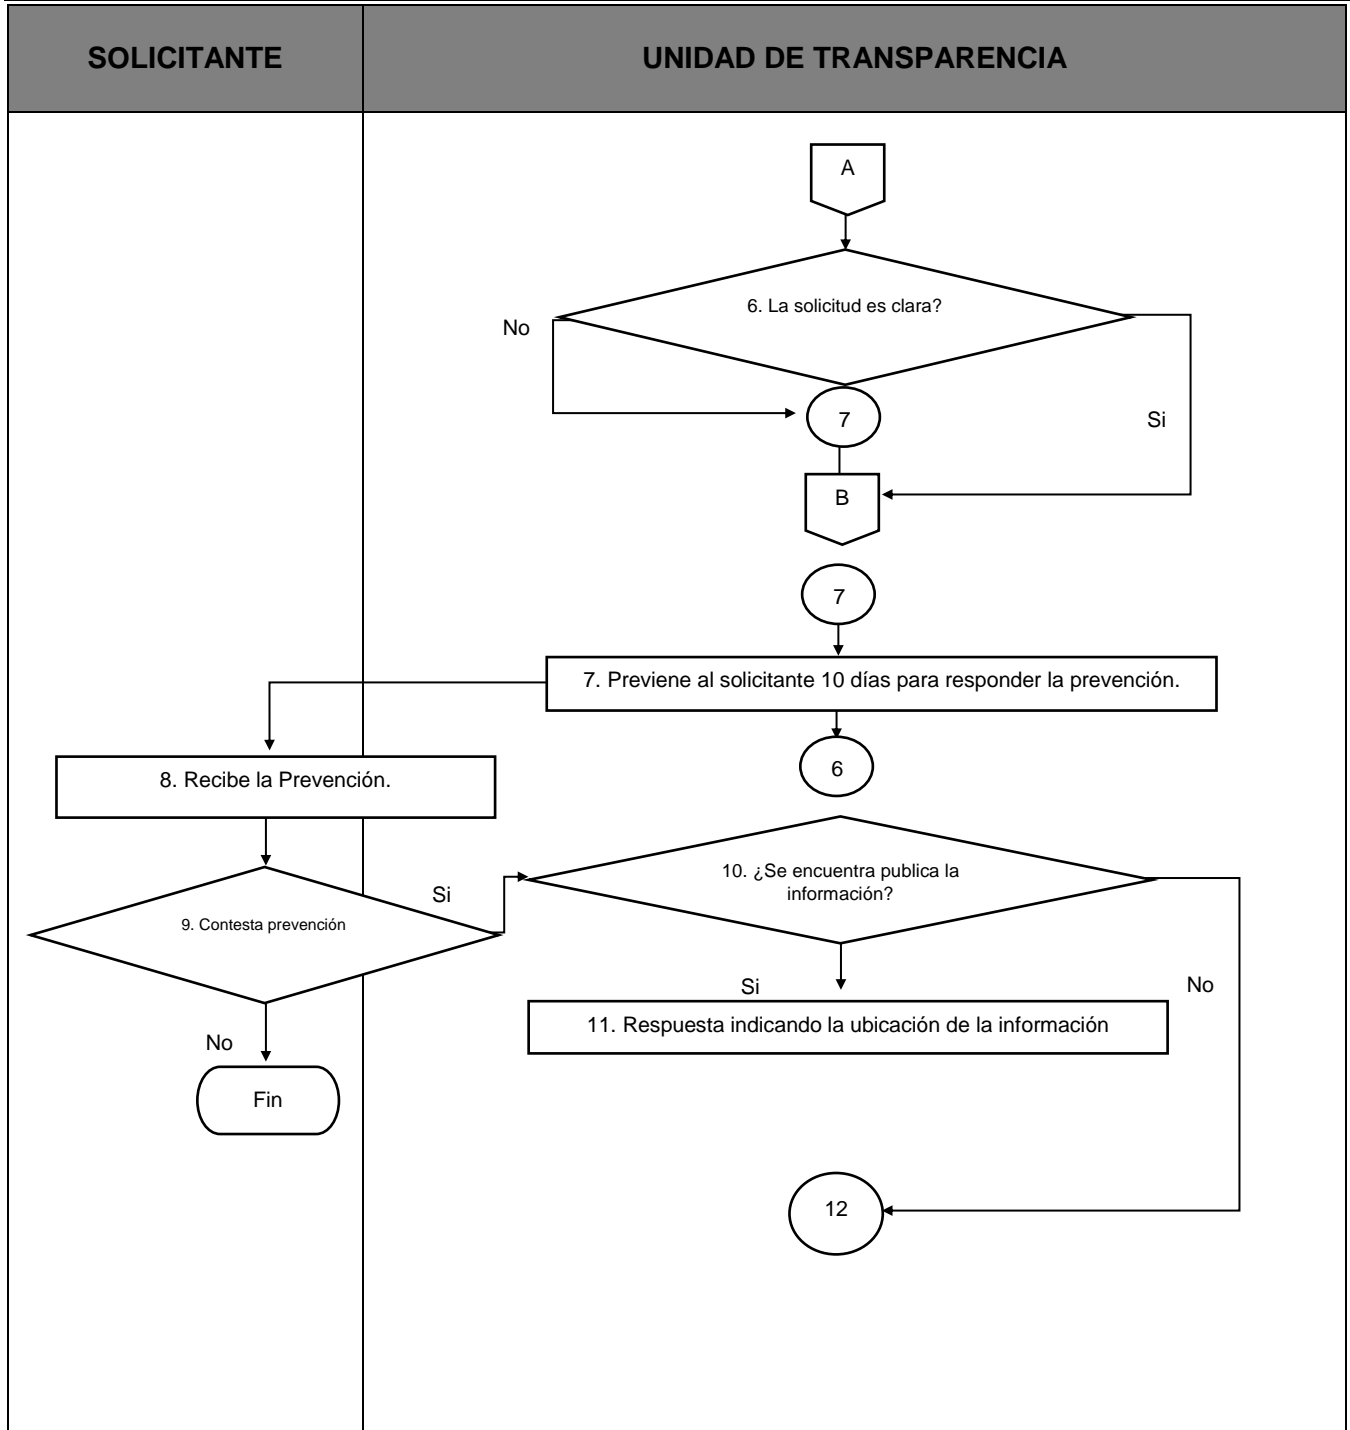 SOLICITANTE
UNIDAD DE TRANSPARENCIA
A
6. La solicitud es clara?
No
7
Si
B
7
7. Previene al solicitante 10 días para responder la prevención.
8. Recibe la Prevención.
6
10. ¿Se encuentra publica la
información?
Si
9. Contesta prevención
Si
No
11. Respuesta indicando la ubicación de la información
No
Fin
12